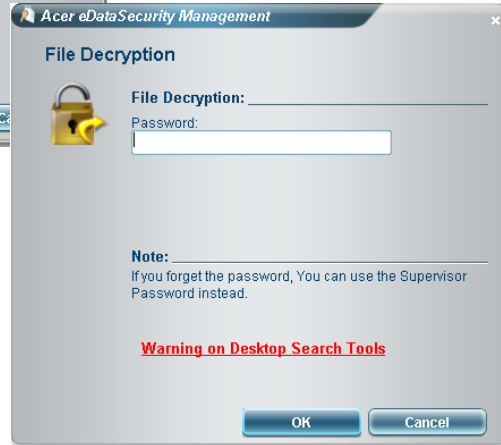 Acer eDataSecurity Management
File Decryption
File Decryption:
Password:
Note:
If you forget the password, You can use the Supervisor
Password instead.
Warning on Desktop Search Tools
OK
Cancel